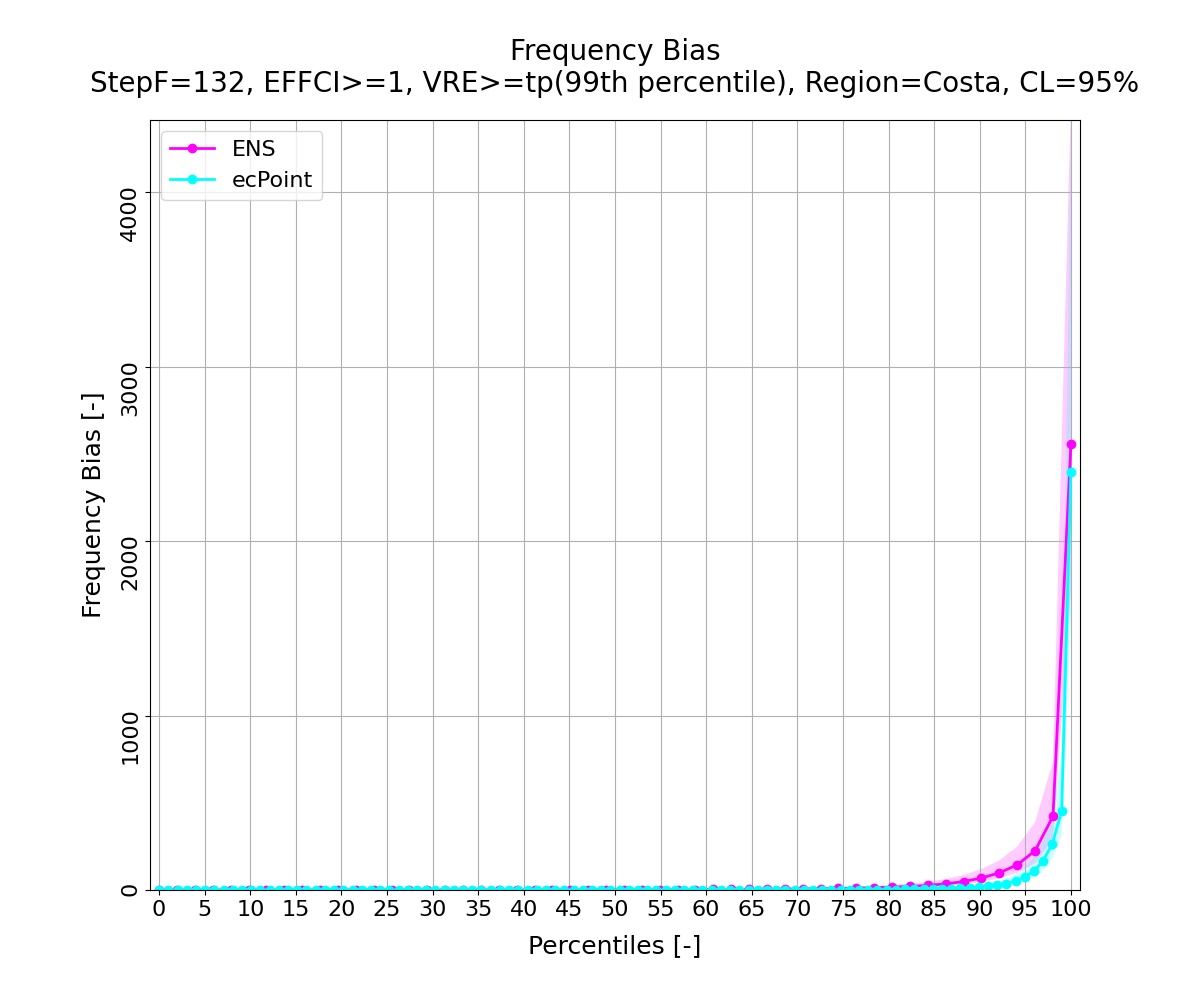 Frequency Bias
StepF=132, EFFCI>=1, VRE>=tp(99th percentile), Region=Costa, CL=95%
ENS
ecPoint
4000
3000
2000
1000
0
Frequency Bias [-]
0 5 10 15 20 25 30 35 40 45 50 55 60 65 70 75 80 85 90 95 100
Percentiles [-]